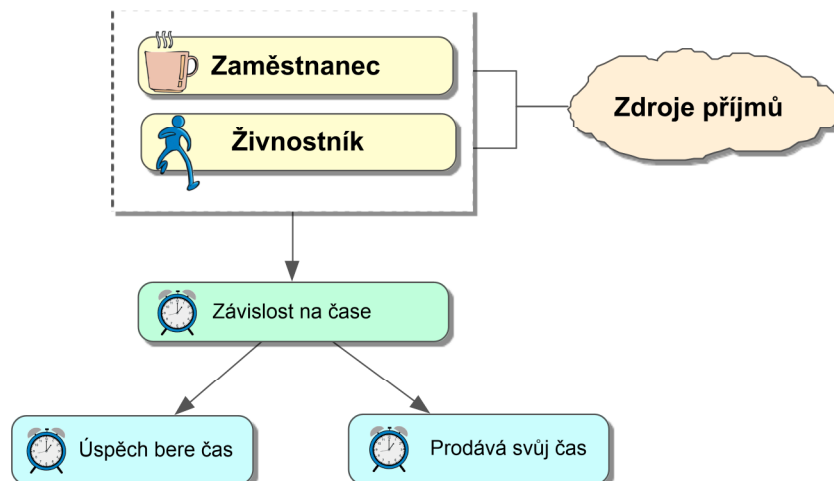 Zaměstnanec
Živnostník
Zdroje příjmů
Závislost na čase
Úspěch bere čas
Prodává svůj čas